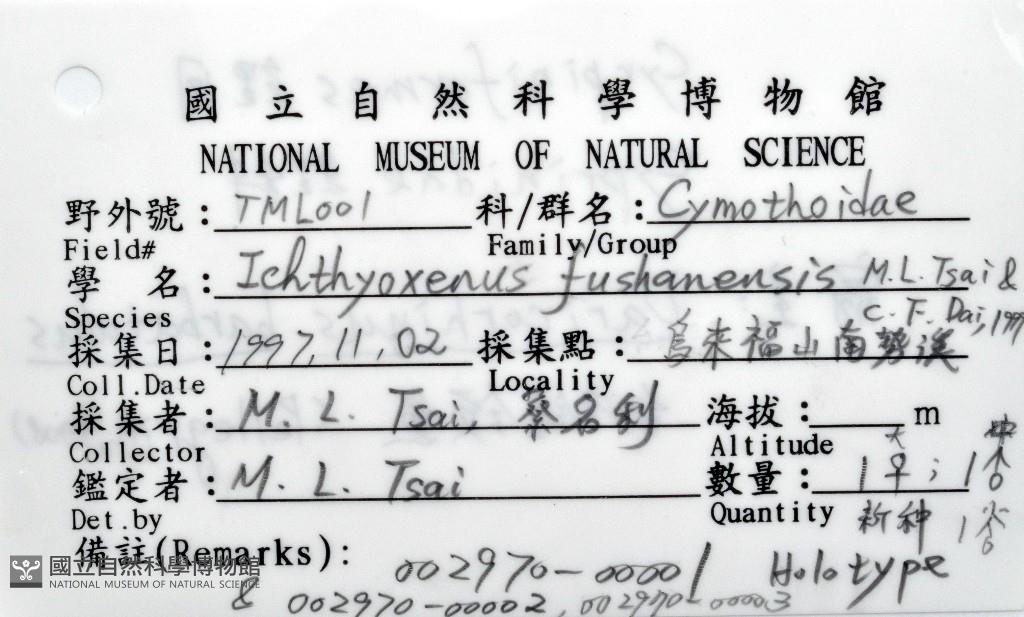 國立自然科學博物館
NATIONAL MUSEUM OF NATURAL SCIENCE
野外號: TML001 科/群名: Cymothoidae
Field# Family/Group
學 名: Ichthyoxenus fushanensis M.L. Tsai &
Species C. F. Dai, 1999
採集日: 1997, 11, 02 採集點: 烏來福山南勢溪
Coll.Date Locality
採集者: M. L. Tsai, 蔡名利 海拔: m
Collector Altitude
鑑定者: M. L. Tsai 數量: 1大♀; 1中♂
Det.by Quantity 新种 1小♂
備註(Remarks): 002970-00001 Holotype
& 002970-00002, 002970-00003
國立自然科學博物館
NATIONAL MUSEUM OF NATURAL SCIENCE